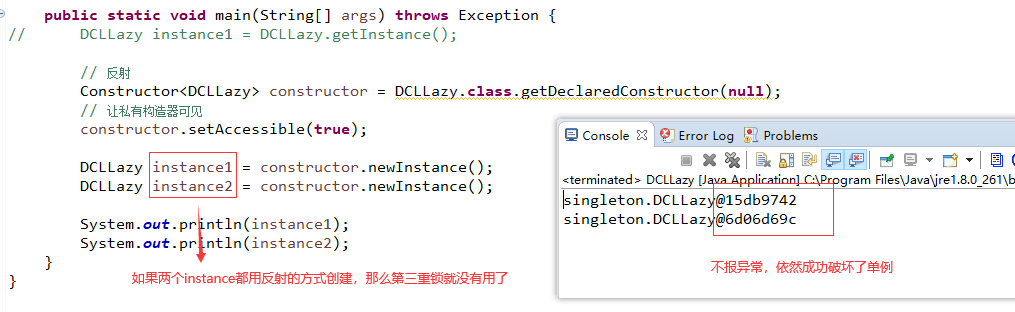 public static void main(String[] args) throws Exception {
// DCLLazy instance1 = DCLLazy.getInstance();
// 反射
Constructor<DCLLazy> constructor = DCLLazy.class.getDeclaredConstructor(null);
// 让私有构造器可见
constructor.setAccessible(true);
DCLLazy instance1 = constructor.newInstance();
DCLLazy instance2 = constructor.newInstance();
System.out.println(instance1);
System.out.println(instance2);
}
}
如果两个instance都用反射的方式创建，那么第三重锁就没有用了
Console Error Log Problems
<terminated> DCLLazy [Java Application] C:\Program Files\Java\jre1.8.0_261\b
singleton.DCLLazy@15db9742
singleton.DCLLazy@6d06d69c
不报异常，依然成功破坏了单例